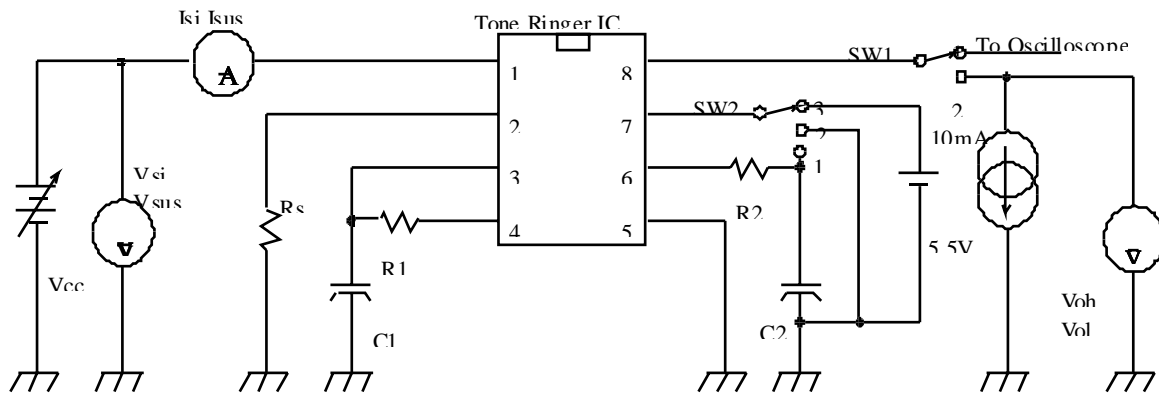 Isi Isus
Tone Ringer IC
To Oscilloscope
A
SW1
1
8
2
SW2
3
2
7
2
10mA
Vsi
Vsus
3
6
1
Rs
R2
4
5
R1
5.5V
V
V
Vcc
Voh
Vol
C1
C2